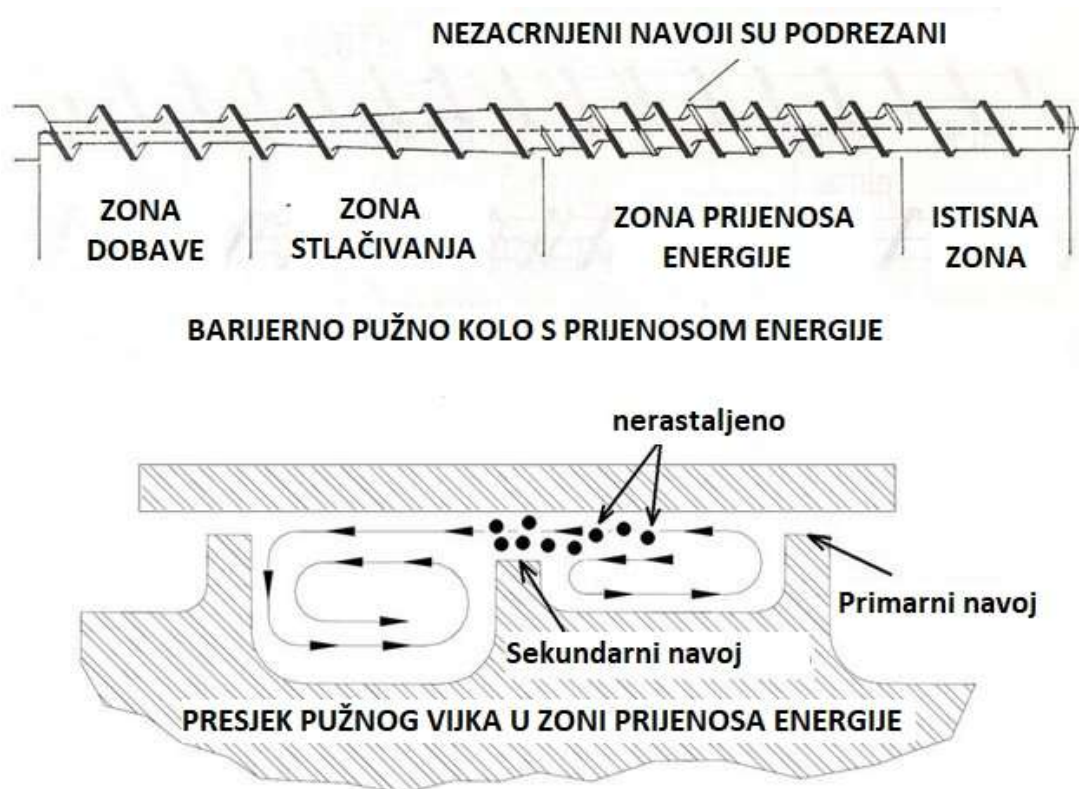 NEZACRNJENI NAVOJI SU PODREZANI
ZONA
DOBAVE
ZONA
STLAČIVANJA
ZONA PRIJENOSA
ENERGIJE
ISTISNA
ZONA
BARIJERNO PUŽNO KOLO S PRIJENOSOM ENERGIJE
nerastaljeno
Primarni navoj
Sekundarni navoj
PRESJEK PUŽNOG VIJKA U ZONI PRIJENOSA ENERGIJE